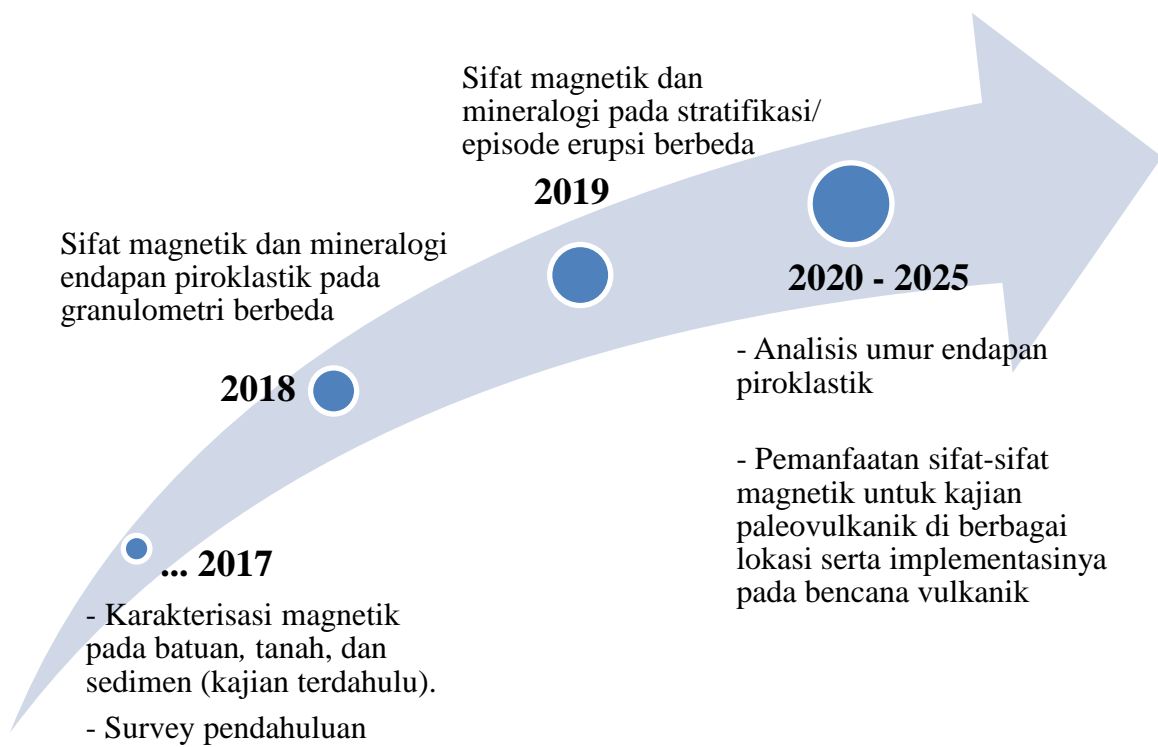 ... 2017
- Karakterisasi magnetik
pada batuan, tanah, dan
sedimen (kajian terdahulu).
- Survey pendahuluan
Sifat magnetik dan mineralogi
endapan piroklastik pada
granulometri berbeda
2018
Sifat magnetik dan
mineralogi pada stratifikasi/
episode erupsi berbeda
2019
2020 - 2025
- Analisis umur endapan
piroklastik
- Pemanfaatan sifat-sifat
magnetik untuk kajian
paleovulkanik di berbagai
lokasi serta implementasinya
pada bencana vulkanik